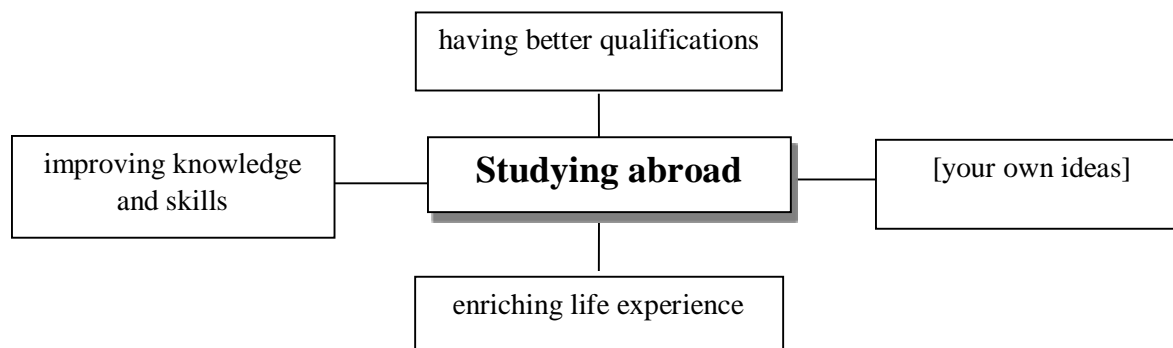 having better qualifications
improving knowledge
and skills
Studying abroad
[your own ideas]
enriching life experience